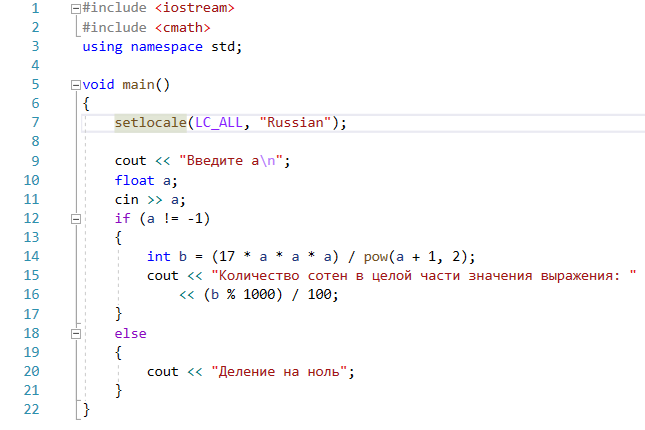 1 #include <iostream>
2 #include <cmath>
3 using namespace std;
4
5 void main()
6 {
7 setlocale(LC_ALL, "Russian");
8
9 cout << "Введите a\n";
10 float a;
11 cin >> a;
12 if (a != -1)
13 {
14 int b = (17 * a * a * a) / pow(a + 1, 2);
15 cout << "Количество сотен в целой части значения выражения: "
16 << (b % 1000) / 100;
17 }
18 else
19 {
20 cout << "Деление на ноль";
21 }
22 }